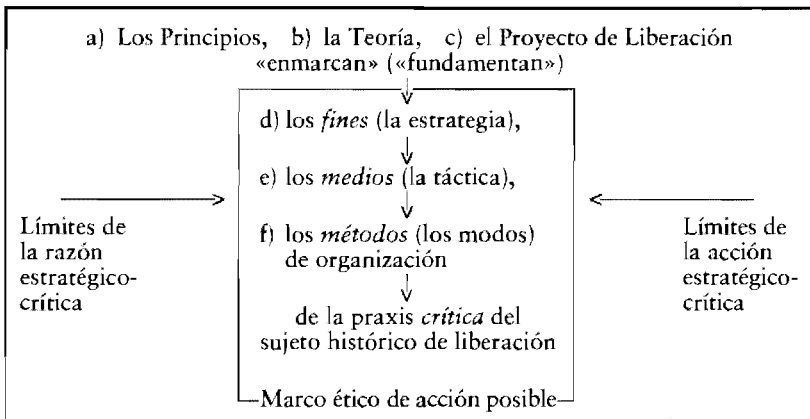 a) Los Principios, b) la Teoría, c) el Proyecto de Liberación
«enmarcan» («fundamentan»)
d) los fines (la estrategia),
e) los medios (la táctica),
f) los métodos (los modos)
de organización
de la praxis crítica del
sujeto histórico de liberación
Marco ético de acción posible
Límites de
la razón
estratégico-
crítica
Límites de
la acción
estratégico-
crítica